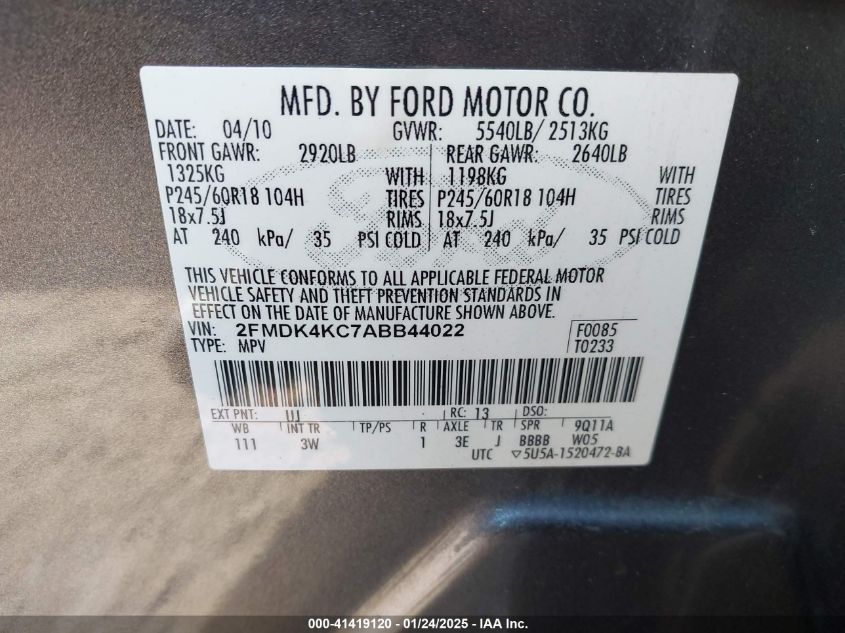 MFD. BY FORD MOTOR CO.
DATE: 04/10 GVWR: 5540LB/ 2513KG
FRONT GAWR: 2920LB REAR GAWR: 2640LB
1325KG WITH 1198KG WITH
P245/60R18 104H TIRES P245/60R18 104H TIRES
18x7.5J RIMS 18x7.5J RIMS
AT 240 kPa/ 35 PSI COLD AT 240 kPa/ 35 PSI COLD
THIS VEHICLE CONFORMS TO ALL APPLICABLE FEDERAL MOTOR
VEHICLE SAFETY AND THEFT PREVENTION STANDARDS IN
EFFECT ON THE DATE OF MANUFACTURE SHOWN ABOVE.
VIN: 2FMDK4KC7ABB44022 F0085
TYPE: MPV T0233
EXT PNT: UJ RC: 13 DSO:
WB INT TR TP/PS R AXLE TR SPR 9Q11A
111 3W 1 3E J BBBB W05
UTC ▽5U5A-1520472-BA
000-41419120 - 01/24/2025 - IAA Inc.